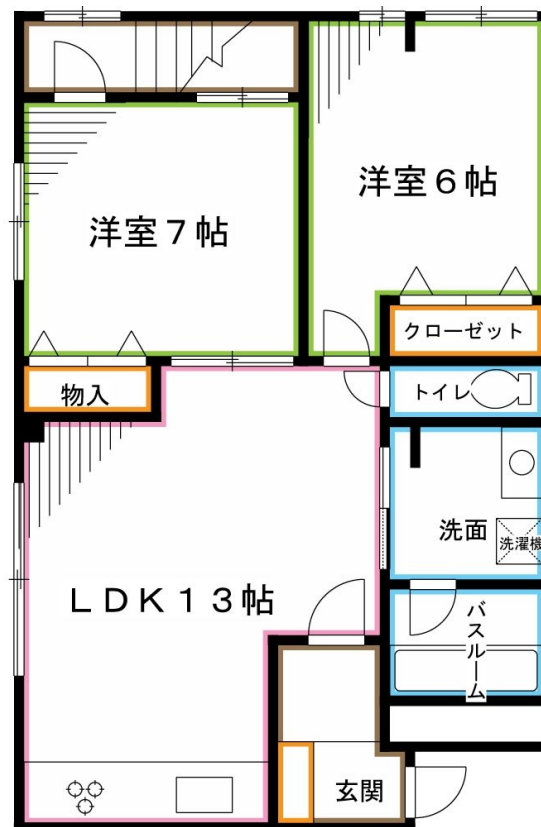 洋室6帖
洋室7帖
クローゼット
物入
トイレ
洗面
洗濯機
LDK13帖
バスルーム
玄関